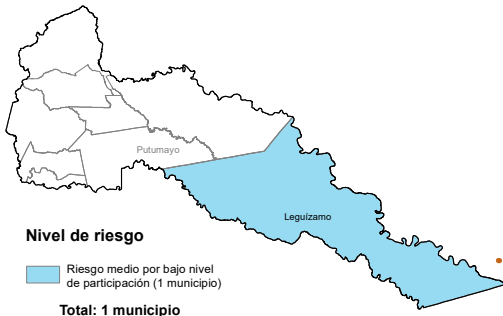 Putumayo
Leguízamo
Nivel de riesgo
Riesgo medio por bajo nivel
de participación (1 municipio)
Total: 1 municipio